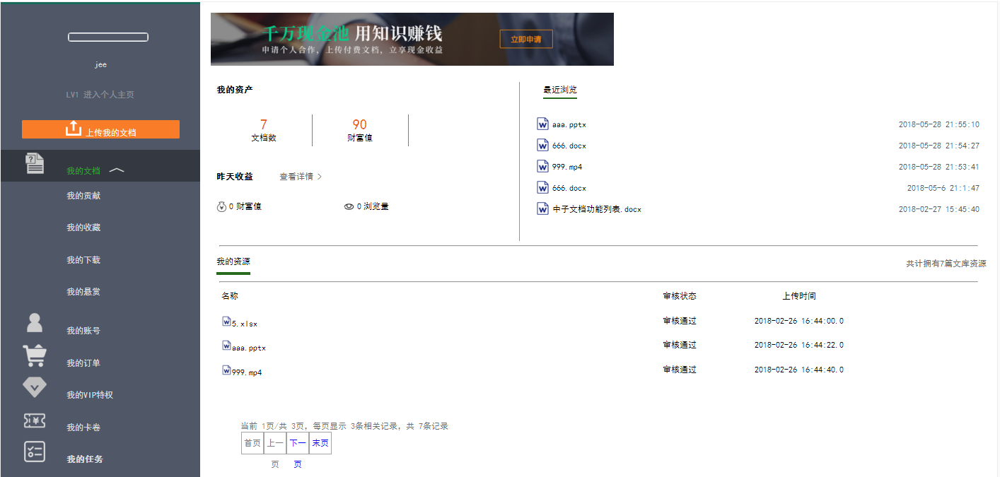 jee
LV1 进入个人主页
上传我的文档
我的文档
我的贡献
我的收藏
我的下载
我的悬赏
我的账号
我的订单
我的VIP特权
我的卡卷
我的任务
千万现金池 用知识赚钱
申请个人合作，上传付费文档，立享现金收益
立即申请
我的资产
7 90
文档数 财富值
昨天收益 查看详情 >
0 财富值 0 浏览量
最近浏览
aaa.pptx 2018-05-28 21:55:10
666.docx 2018-05-28 21:54:27
999.mp4 2018-05-28 21:53:41
666.docx 2018-05-6 21:1:47
中子文档功能列表.docx 2018-02-27 15:45:40
我的资源 共计拥有7篇文库资源
名称 审核状态 上传时间
5.xlsx 审核通过 2018-02-26 16:44:00.0
aaa.pptx 审核通过 2018-02-26 16:44:22.0
999.mp4 审核通过 2018-02-26 16:44:40.0
当前 1页/共 3页，每页显示 3条相关记录，共 7条记录
首页 上一 下一 末页
页 页